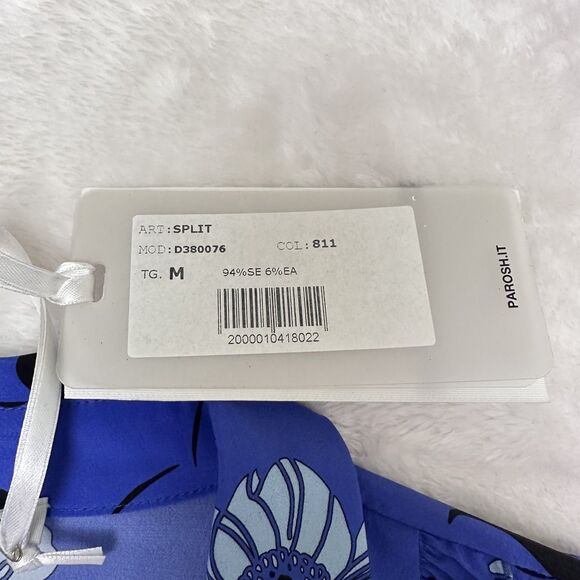 ART:SPLIT
MOD:D380076 COL:811
TG. M 94%SE 6%EA
2000010418022
PAROSH.IT